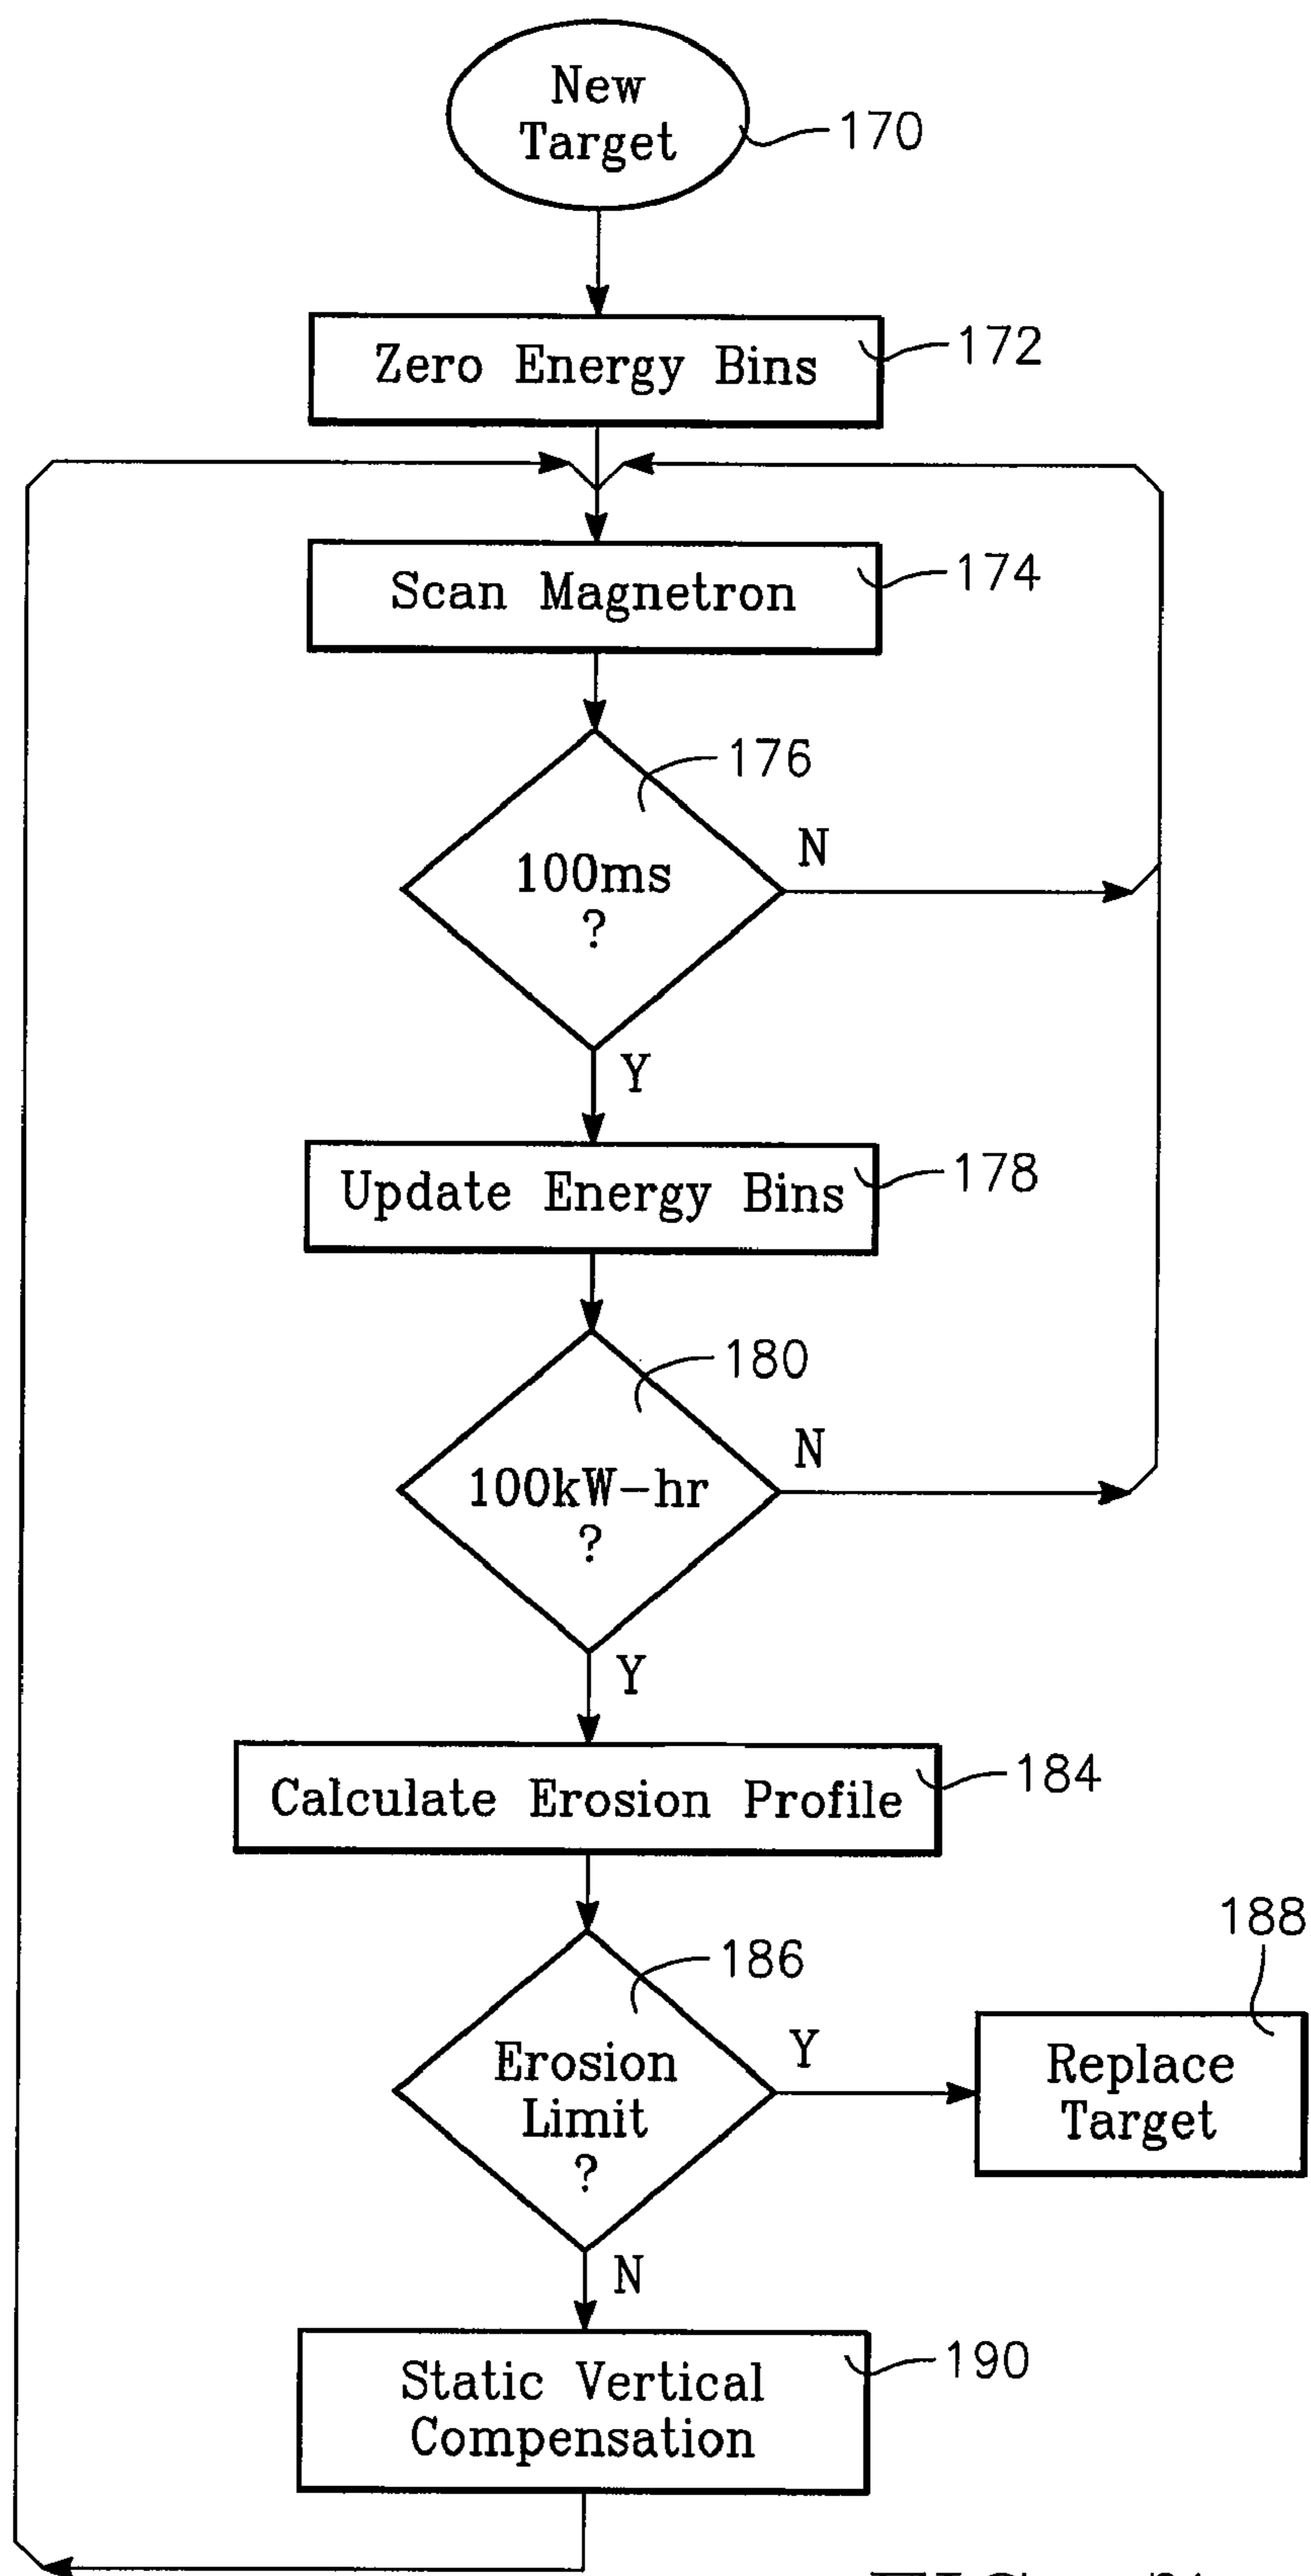 New
Target
170
Zero Energy Bins
172
Scan Magnetron
174
176
100ms
?
N
Y
Update Energy Bins
178
180
100kW-hr
?
N
Y
Calculate Erosion Profile
184
186
Erosion
Limit
?
Y
188
Replace
Target
N
Static Vertical
Compensation
190